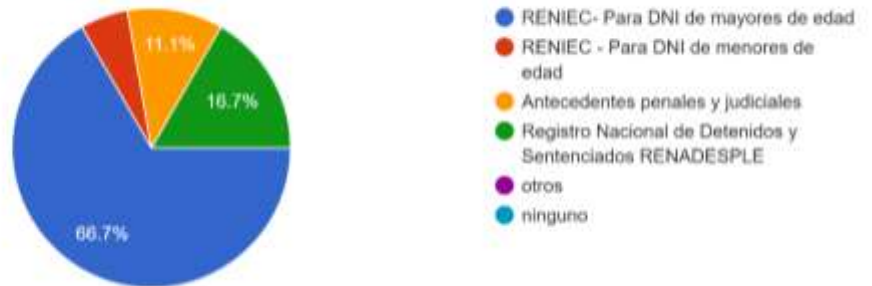 11.1%
16.7%
66.7%
RENIEC- Para DNI de mayores de edad
RENIEC - Para DNI de menores de
edad
Antecedentes penales y judiciales
Registro Nacional de Detenidos y
Sentenciados RENADESPLE
otros
ninguno